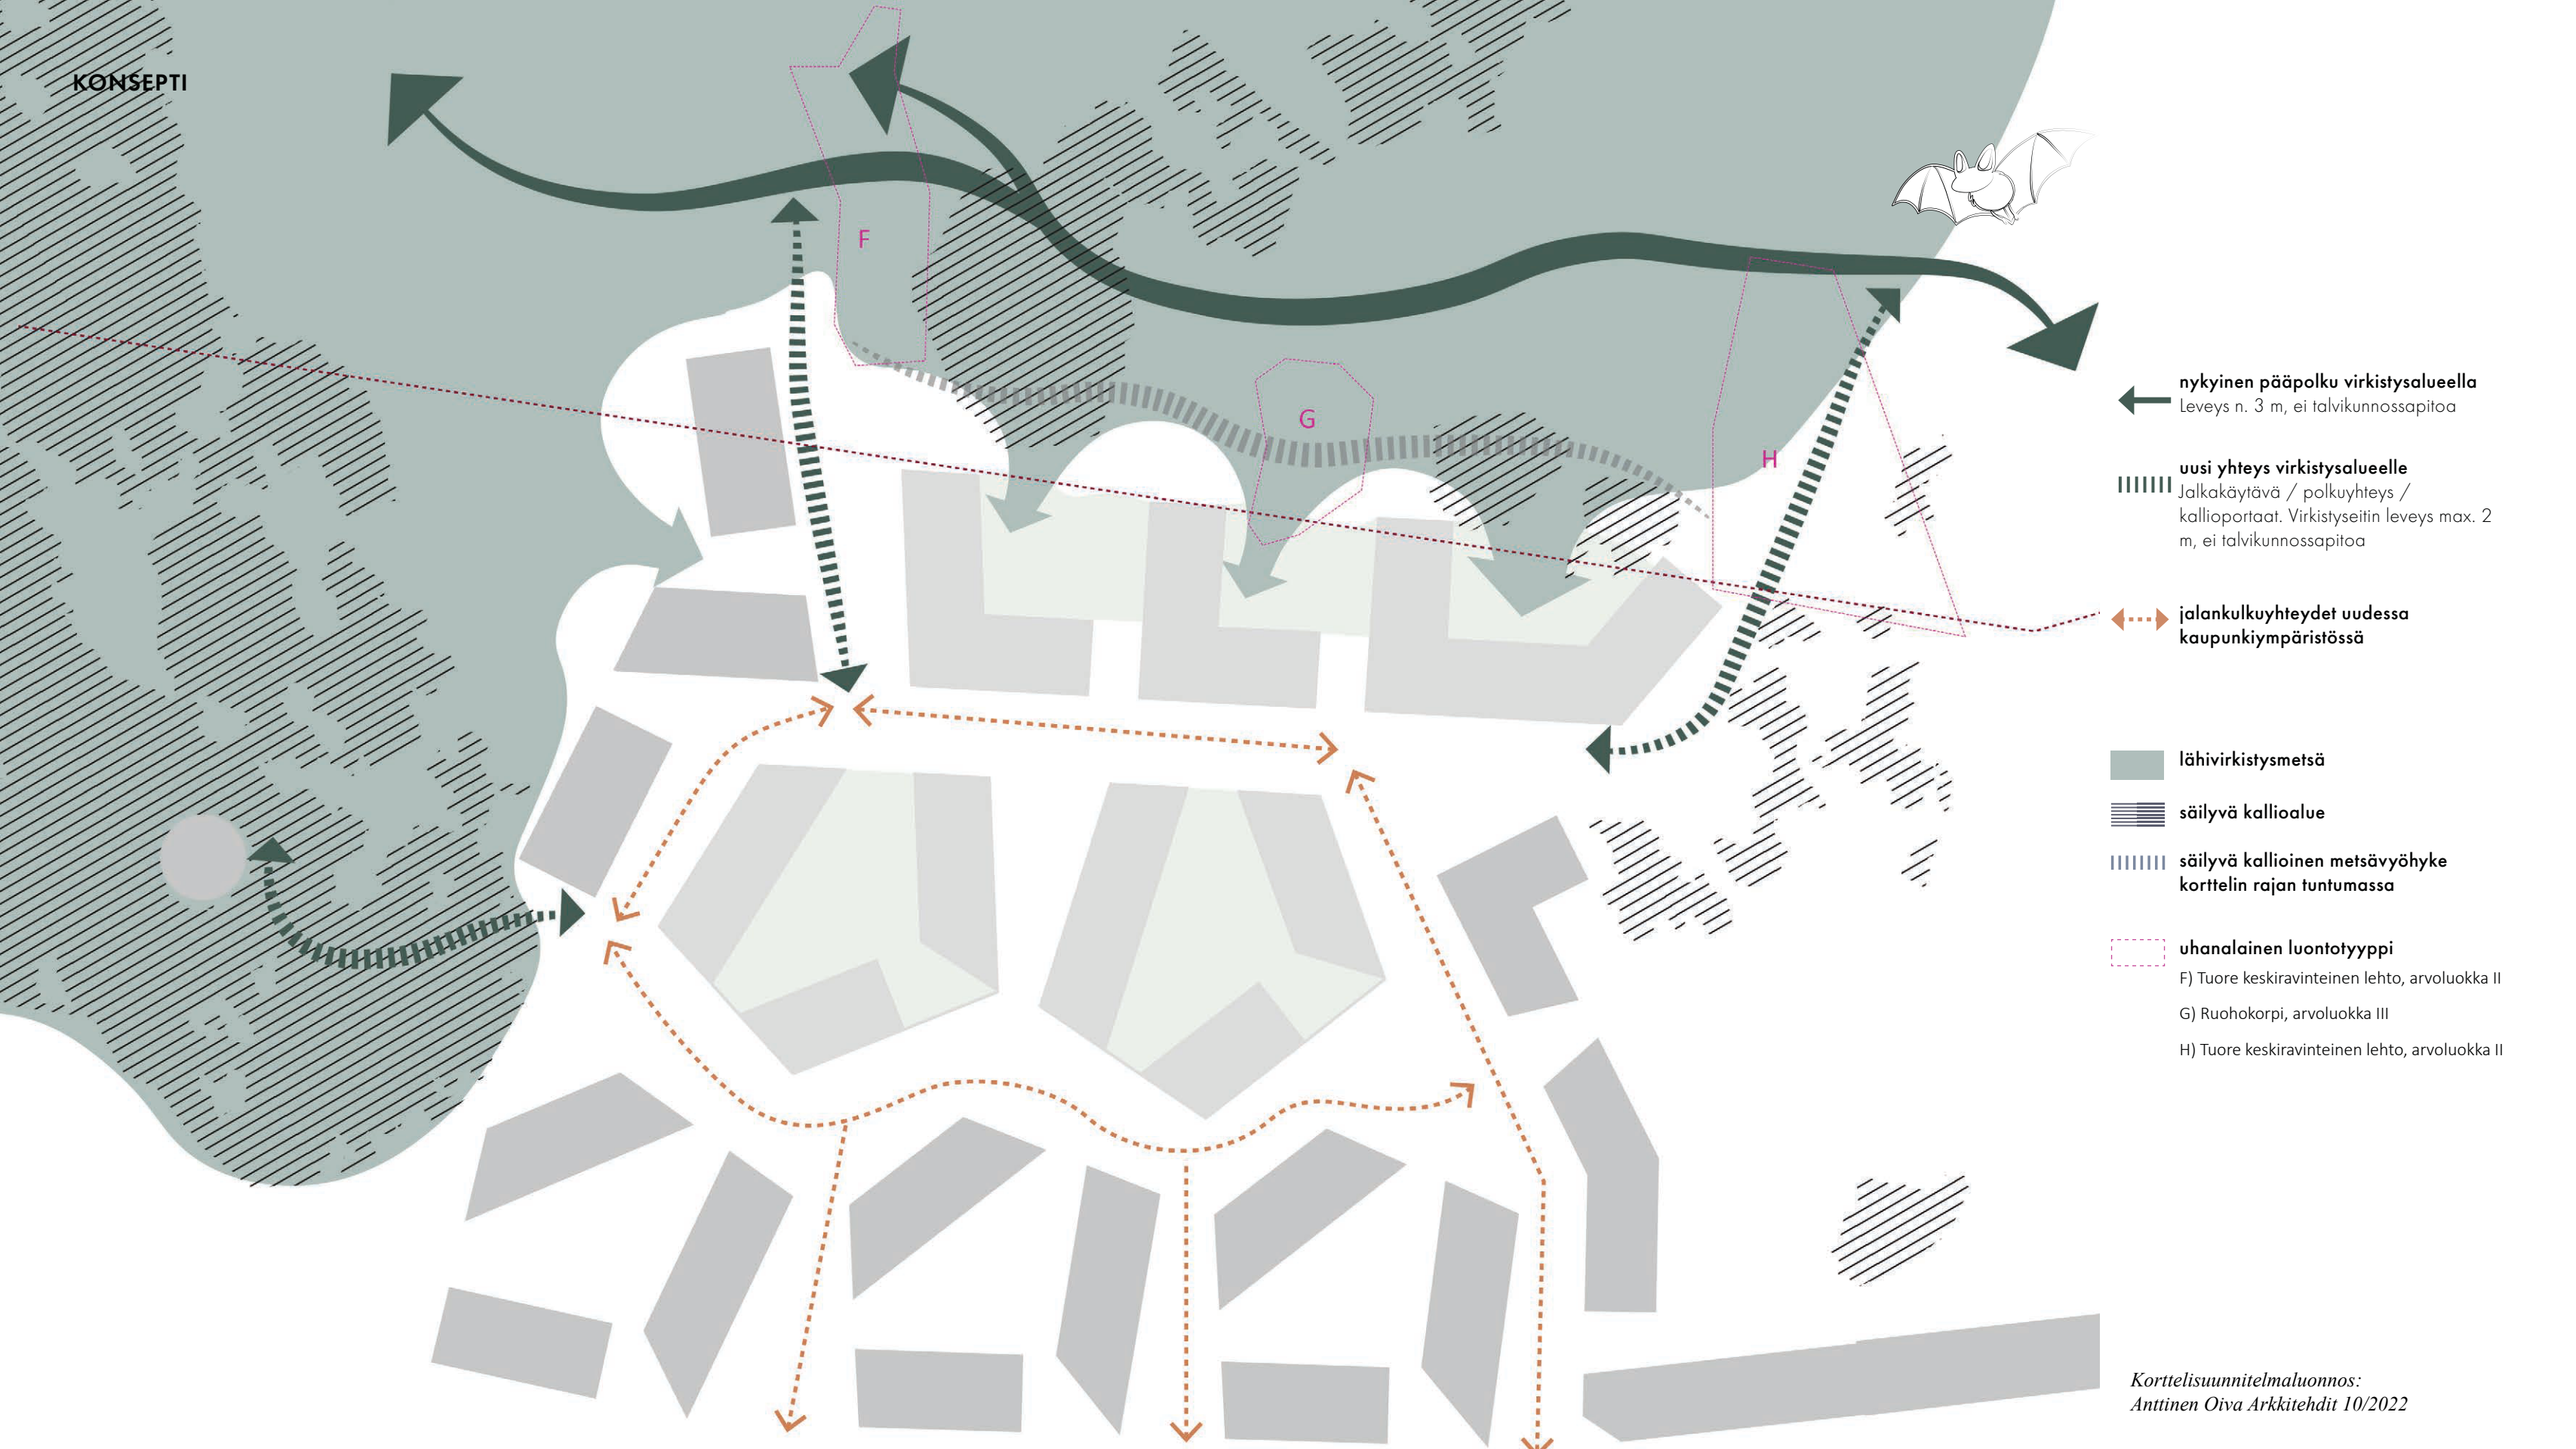 KONSEPTI
F
G
H
nykyinen pääpolku virkistysalueella
Leveys n. 3 m, ei talvikunnossapitoa
uusi yhteys virkistysalueelle
Jalkakäytävä / polkuyhteys /
kallioportaat. Virkistyseitin leveys max. 2
m, ei talvikunnossapitoa
jalankulkuyhteydet uudessa
kaupunkiympäristössä
lähivirkistysmetsä
säilyvä kallioalue
säilyvä kallioinen metsävyöhyke
korttelin rajan tuntumassa
uhanalainen luontotyyppi
F) Tuore keskiravinteinen lehto, arvoluokka II
G) Ruohokorpi, arvoluokka III
H) Tuore keskiravinteinen lehto, arvoluokka II
Korttelisuunnitelmaluonnos:
Anttinen Oiva Arkkitehdit 10/2022